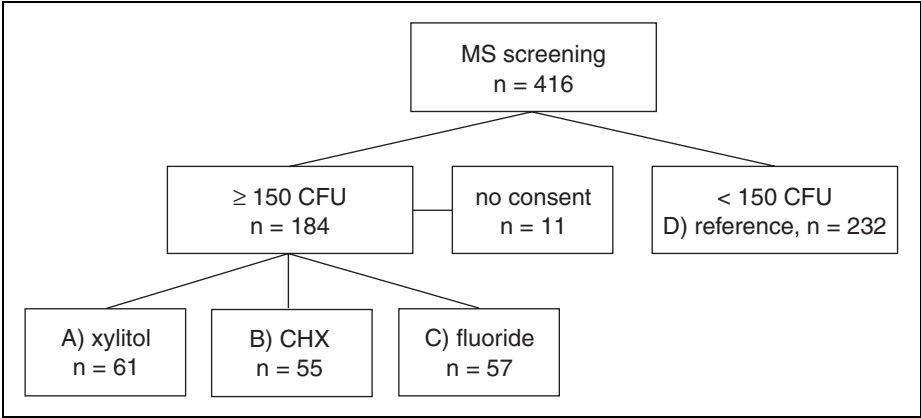 MS screening
n = 416
≥ 150 CFU
n = 184
no consent
n = 11
< 150 CFU
D) reference, n = 232
A) xylitol
n = 61
B) CHX
n = 55
C) fluoride
n = 57